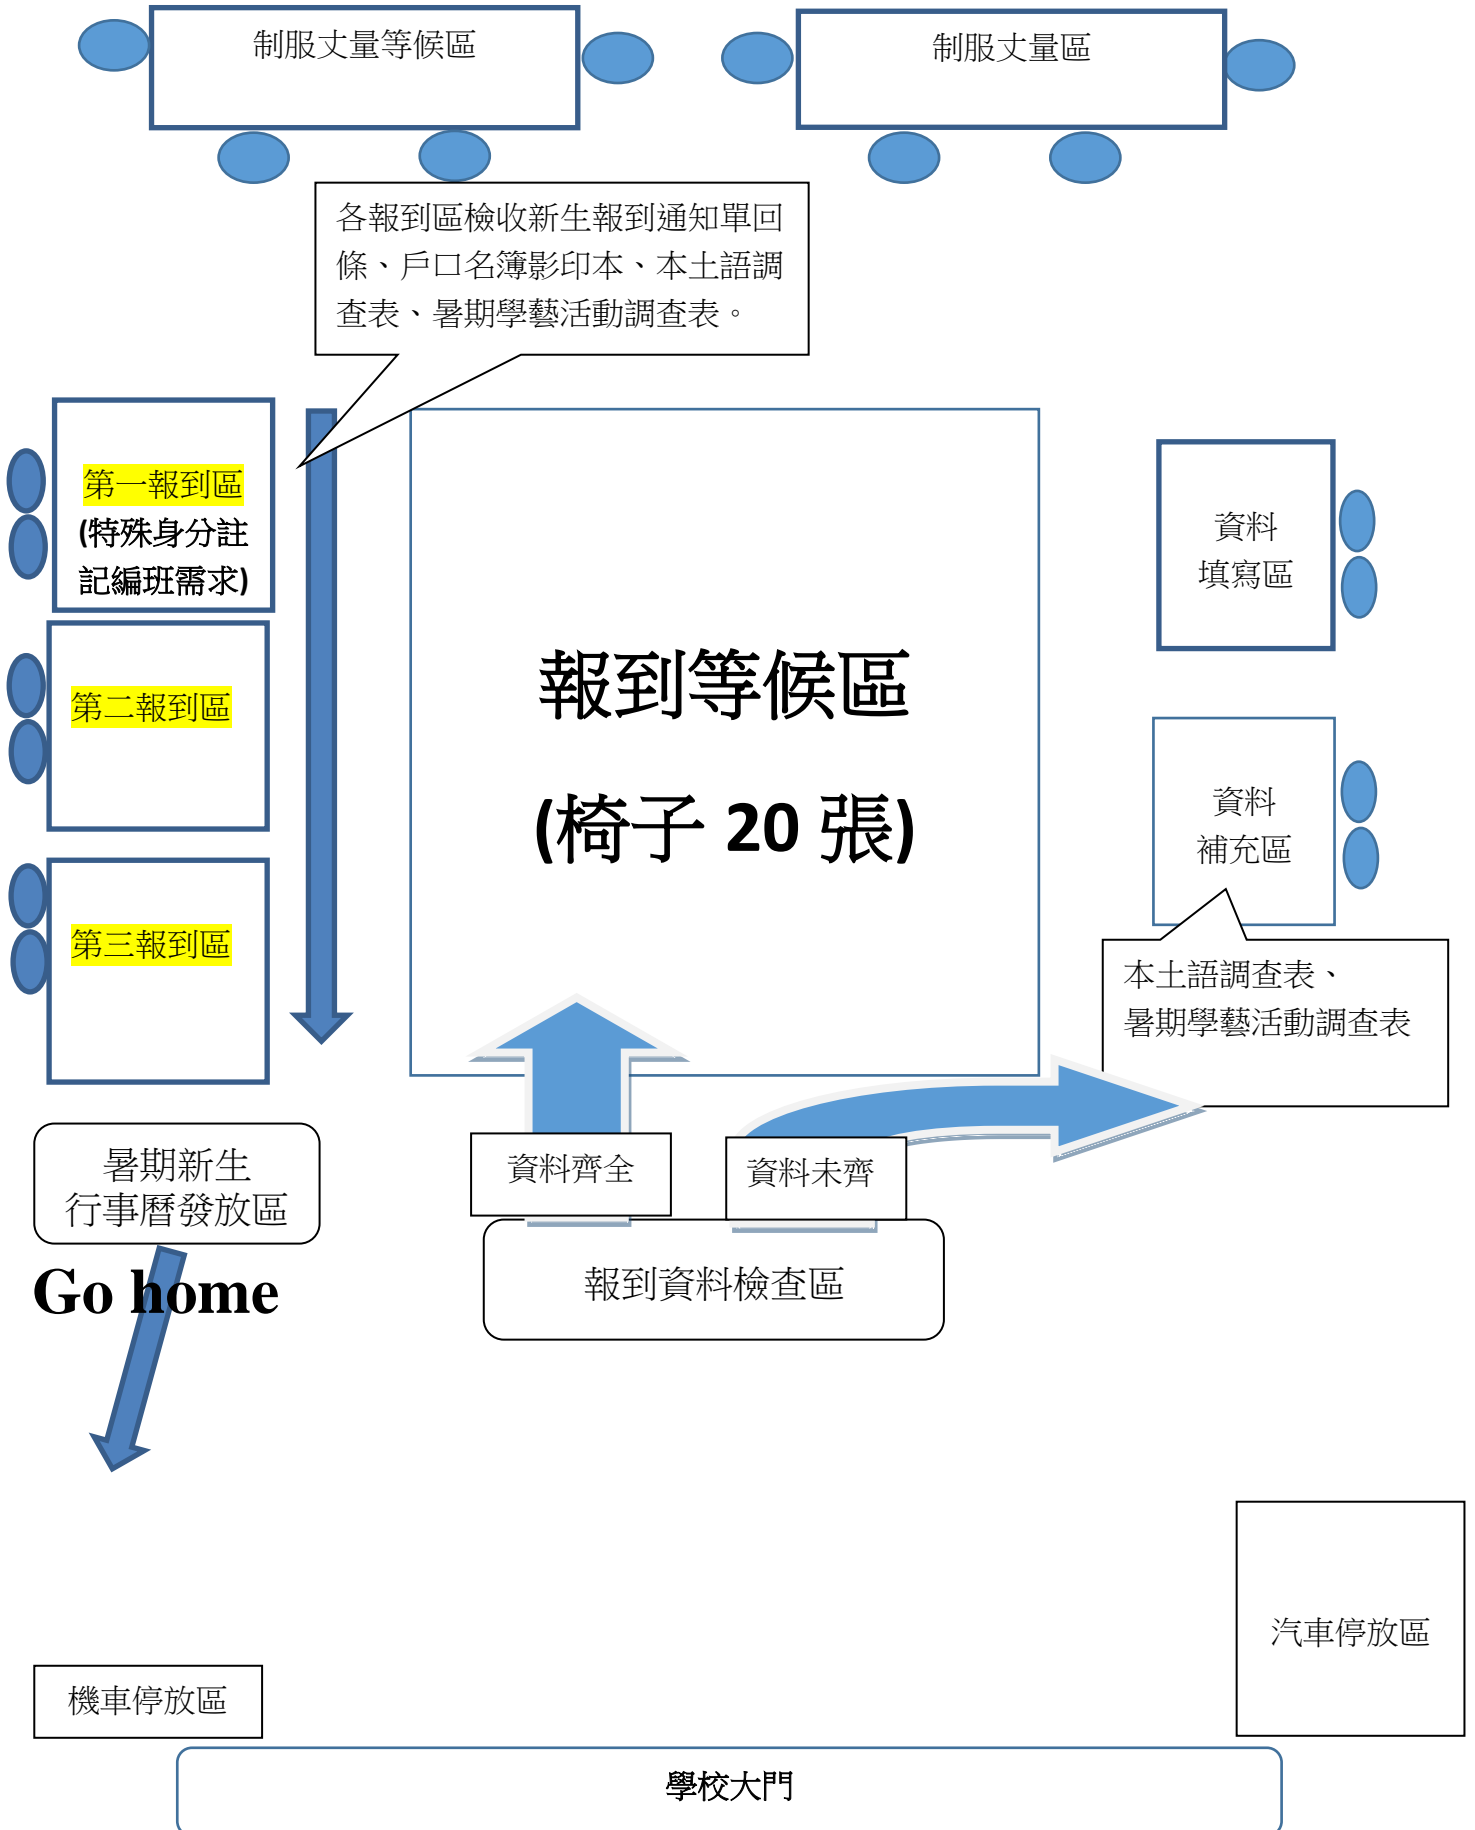 制服丈量等候區
制服丈量區
各報到區檢收新生報到通知單回
條、戶口名簿影印本、本土語調
查表、暑期學藝活動調查表。
第一報到區
(特殊身分註
記編班需求)
第二報到區
第三報到區
報到等候區
(椅子 20 張)
資料
填寫區
資料
補充區
本土語調查表、
暑期學藝活動調查表
暑期新生
行事曆發放區
Go home
資料齊全
資料未齊
報到資料檢查區
汽車停放區
機車停放區
學校大門